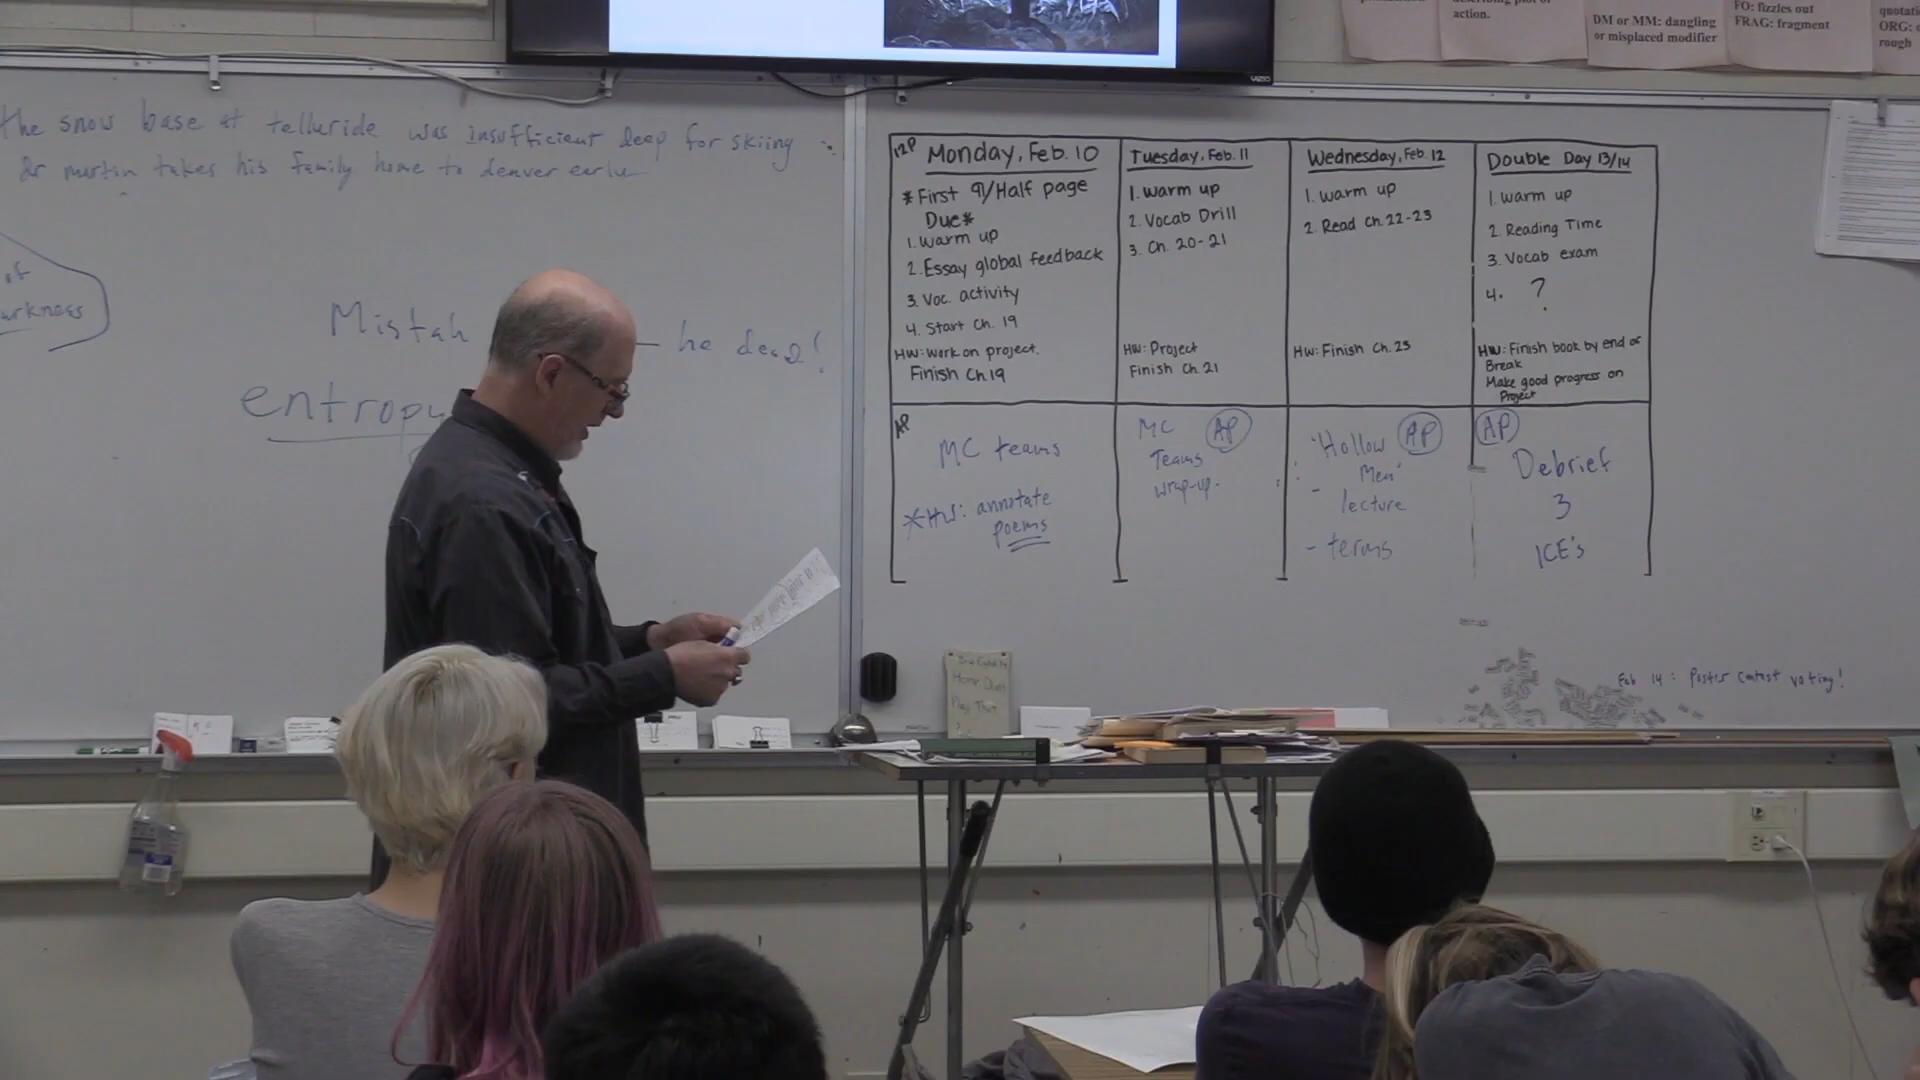 action.
DM or MM: dangling
or misplaced modifier
FO: fizzles out
FRAG: fragment
ORG:
rough
VIZIO
the snow base at telluride was insufficient deep for skiing
dr martin takes his family home to denver early
of
arkness
Mistah — he dead!
entropy
12P
Monday, Feb. 10
*First 9/Half page
Due*
1. Warm up
2. Essay global feedback
3. Voc. activity
4. Start Ch. 19
HW: Work on project.
Finish Ch 19
Tuesday, Feb. 11
1. Warm up
2. Vocab Drill
3. Ch. 20-21
HW: Project
Finish Ch. 21
Wednesday, Feb. 12
1. Warm up
2. Read Ch. 22-23
HW: Finish Ch. 23
Double Day 13/14
1. Warm up
2. Reading Time
3. Vocab exam
4. ?
HW: Finish book by end of
Break
Make good progress on
Project
AP
MC teams
*HW: annotate
poems
MC AP
Teams
wrap-up.
'Hollow AP
Men'
- lecture
- terms
AP
Debrief
3
ICE's
Feb 14: Poster Contest voting!